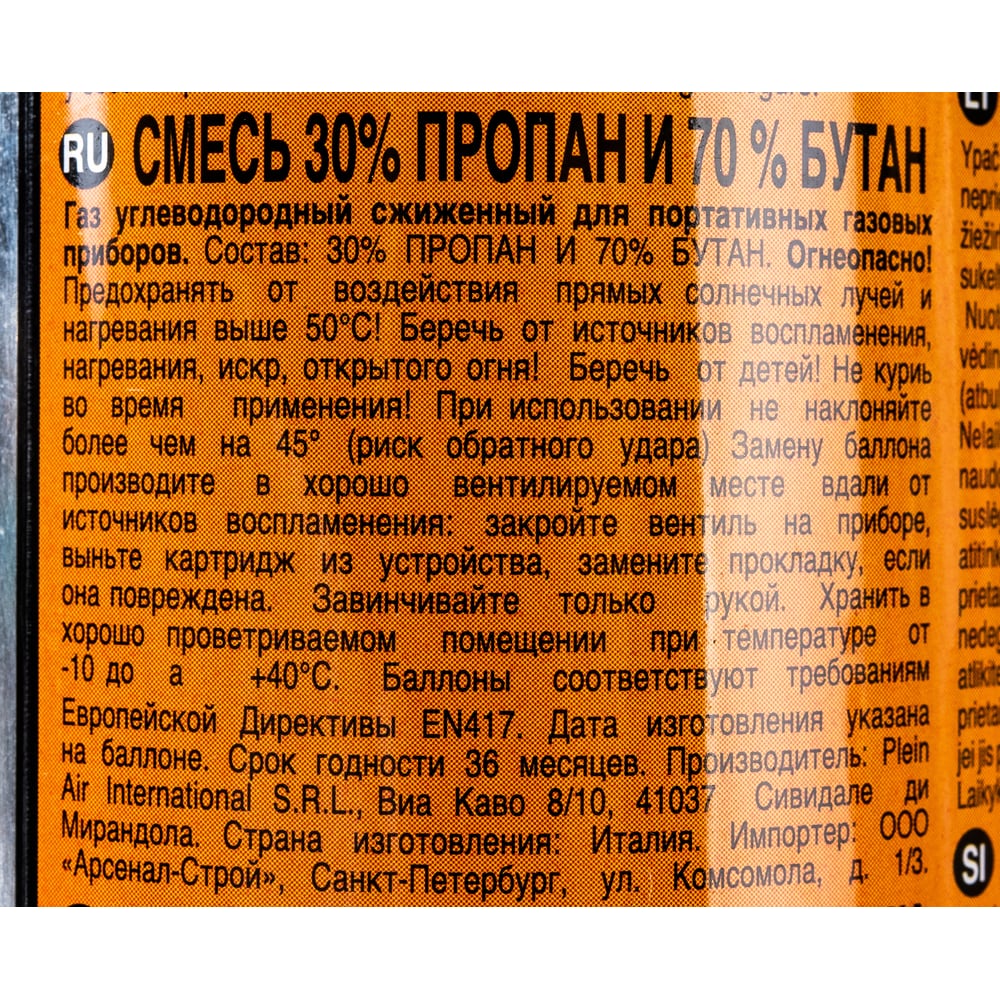 RU СМЕСЬ 30% ПРОПАН И 70 % БУТАН
Газ углеводородный сжиженный для портативных газовых
приборов. Состав: 30% ПРОПАН И 70% БУТАН. Огнеопасно!
Предохранять от воздействия прямых солнечных лучей и
нагревания выше 50°C! Беречь от источников воспламенения,
нагревания, искр, открытого огня! Беречь от детей! Не куриь
во время применения! При использовании не наклоняйте
более чем на 45° (риск обратного удара) Замену баллона
производите в хорошо вентилируемом месте вдали от
источников воспламенения: закройте вентиль на приборе,
выньте картридж из устройства, замените прокладку, если
она повреждена. Завинчивайте только рукой. Хранить в
хорошо проветриваемом помещении при температуре от
-10 до а +40°C. Баллоны соответствуют требованиям
Европейской Директивы EN417. Дата изготовления указана
на баллоне. Срок годности 36 месяцев. Производитель: Plein
Air International S.R.L., Виа Каво 8/10, 41037 Сивидале ди
Мирандола. Страна изготовления: Италия. Импортер: ООО
«Арсенал-Строй», Санкт-Петербург, ул. Комсомола, д. 1/3.
LT
SI